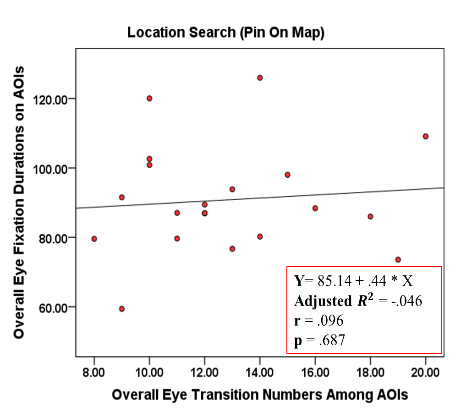 Location Search (Pin On Map)
Overall Eye Fixation Durations on AOIs
120.00
100.00
80.00
60.00
Y= 85.14 + .44 * X
Adjusted R² = -.046
r = .096
p = .687
8.00 10.00 12.00 14.00 16.00 18.00 20.00
Overall Eye Transition Numbers Among AOIs